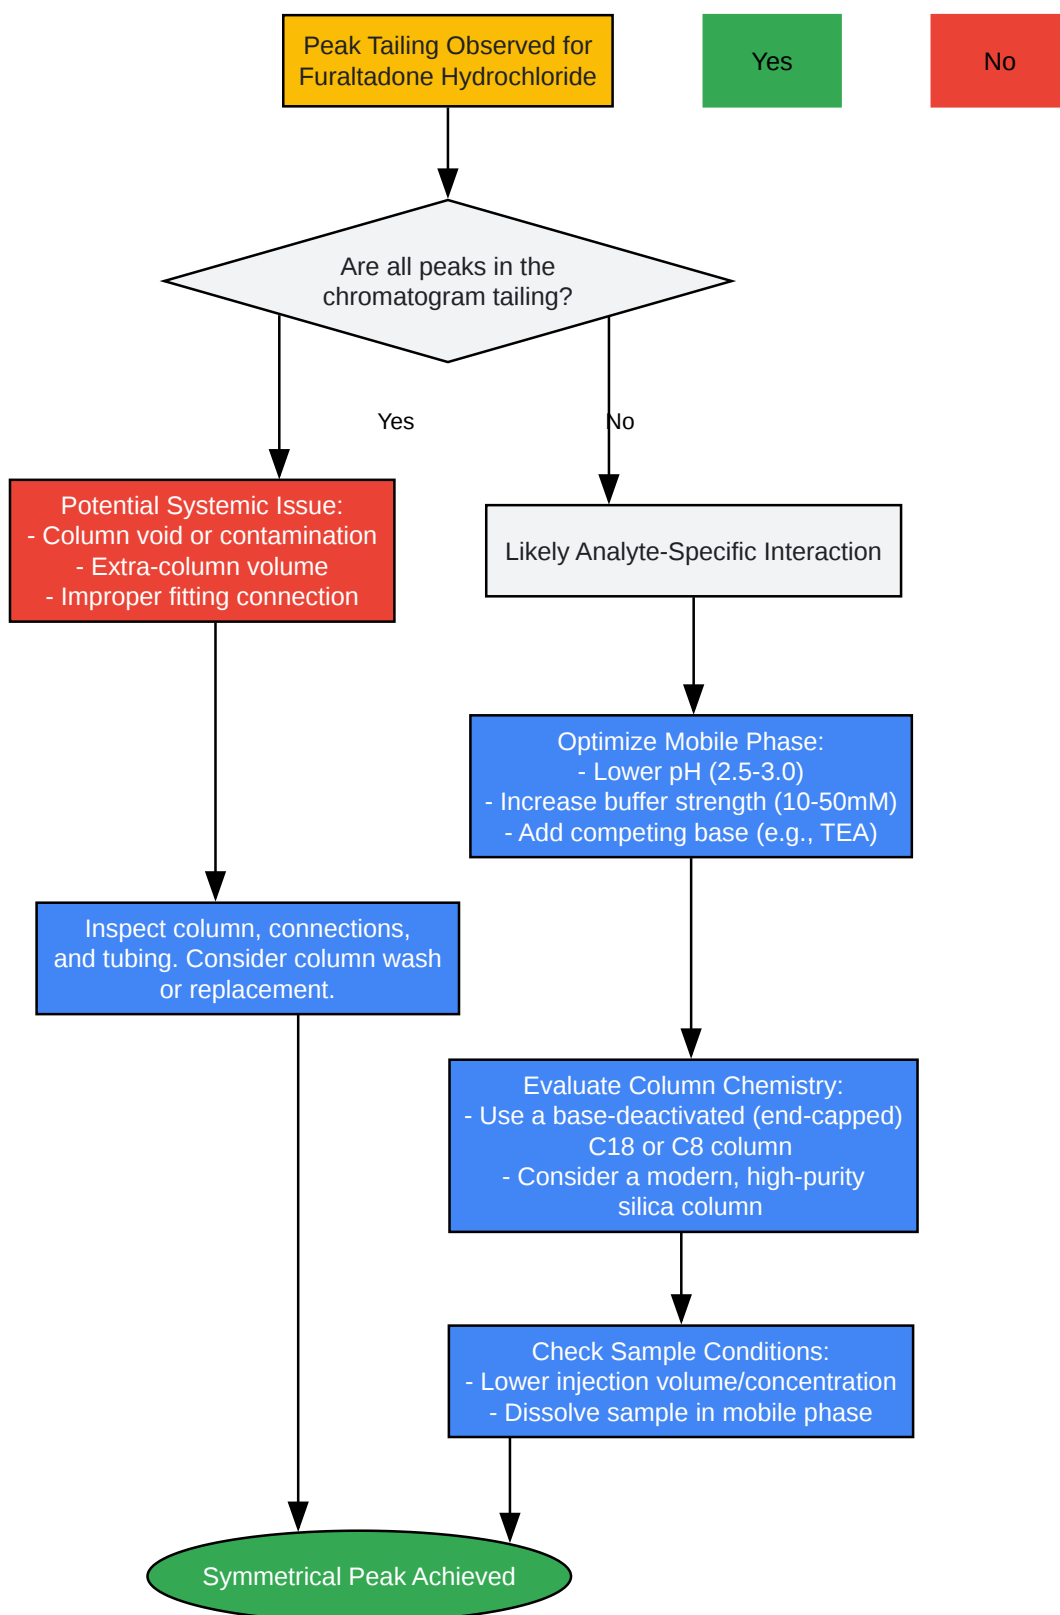 Peak Tailing Observed for
Furaltadone Hydrochloride
Yes
No
Are all peaks in the
chromatogram tailing?
Yes
No
Potential Systemic Issue:
- Column void or contamination
- Extra-column volume
- Improper fitting connection
Likely Analyte-Specific Interaction
Optimize Mobile Phase:
- Lower pH (2.5-3.0)
- Increase buffer strength (10-50mM)
- Add competing base (e.g., TEA)
Inspect column, connections,
and tubing. Consider column wash
or replacement.
Evaluate Column Chemistry:
- Use a base-deactivated (end-capped)
C18 or C8 column
- Consider a modern, high-purity
silica column
Check Sample Conditions:
- Lower injection volume/concentration
- Dissolve sample in mobile phase
Symmetrical Peak Achieved